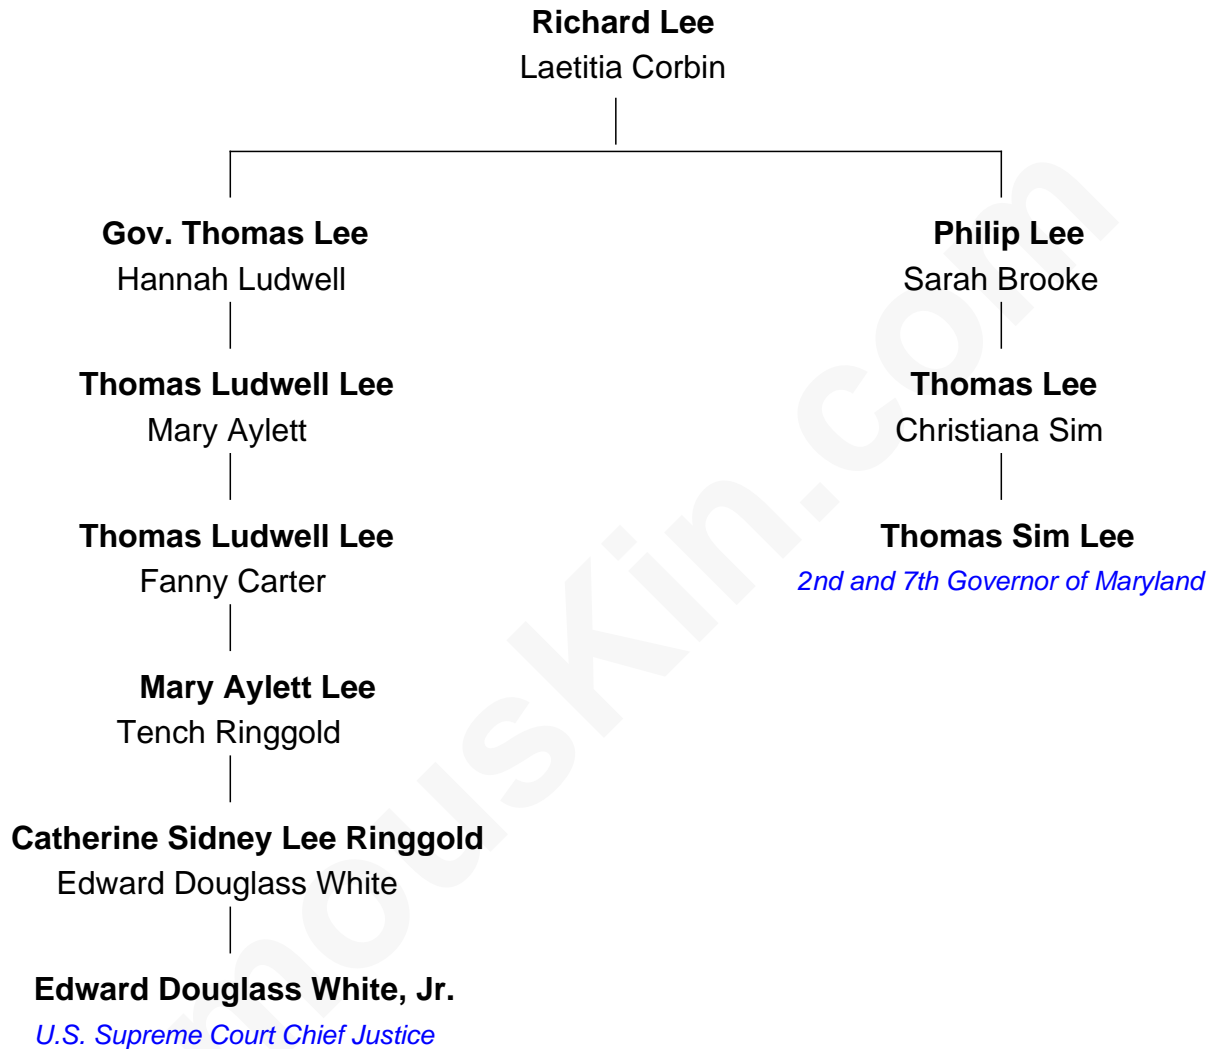 Richard Lee
Laetitia Corbin
Gov. Thomas Lee
Hannah Ludwell
Philip Lee
Sarah Brooke
Thomas Ludwell Lee
Mary Aylett
Thomas Lee
Christiana Sim
Thomas Ludwell Lee
Fanny Carter
Thomas Sim Lee
2nd and 7th Governor of Maryland
Mary Aylett Lee
Tench Ringgold
Catherine Sidney Lee Ringgold
Edward Douglass White
Edward Douglass White, Jr.
U.S. Supreme Court Chief Justice
mousKin.com